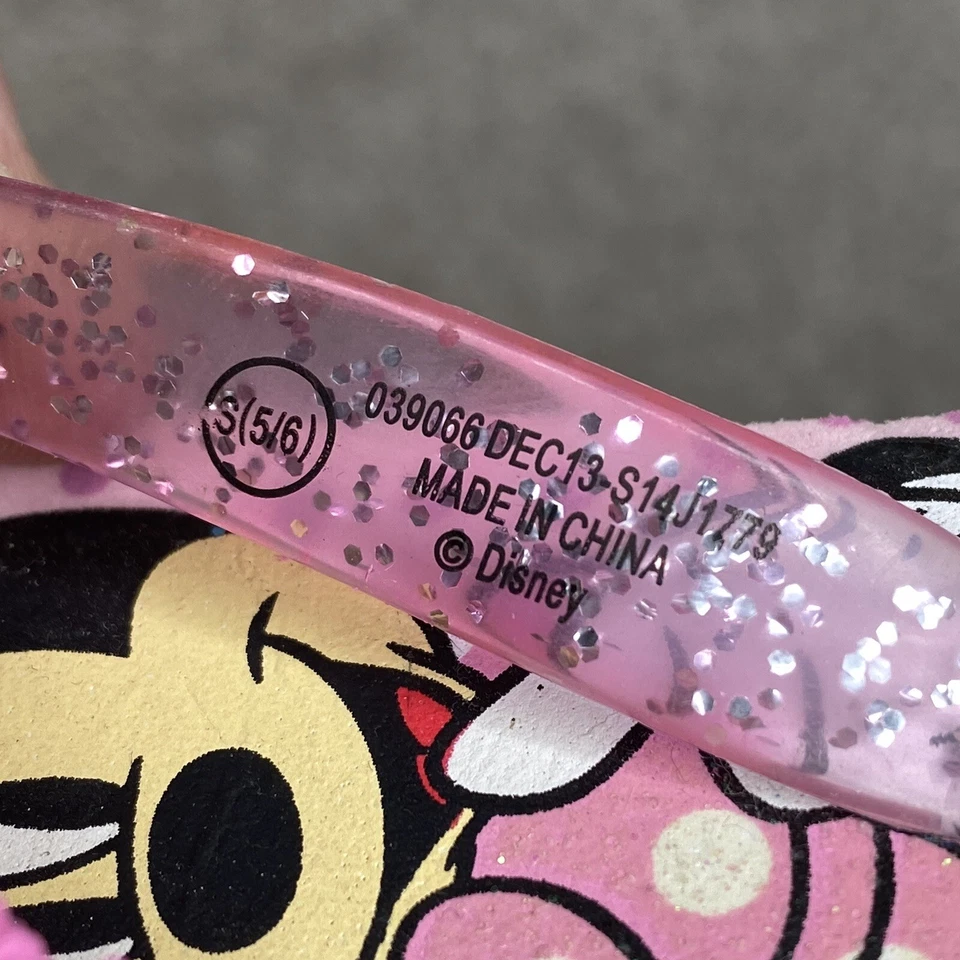 S(5/6)
039066 DEC13-S14J1779
MADE IN CHINA
© Disney